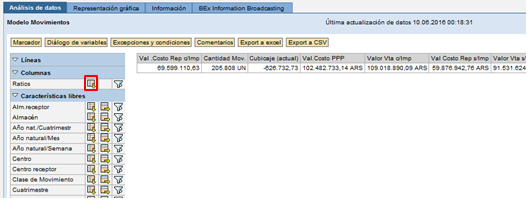 Análisis de datos Representación gráfica Información BEx Information Broadcasting
Modelo Movimientos Última actualización de datos 10.06.2016 00:18:31
Marcador Diálogo de variables Excepciones y condiciones Comentarios Export a excel Export a CSV
Líneas
Columnas
Ratios
Características libres
Alm.receptor
Almacén
Año nat./Cuatrimestr
Año natural/Mes
Año natural/Semana
Centro
Centro receptor
Clase de Movimiento
Cuatrimestre
Val .Costo Rep c/Imp Cantidad Mov. Cubicaje (actual) Val.Costo PPP Valor Vta c/Imp Val.Costo Rep s/Imp Valor Vta s/
69.599.110,63 205.808 UN -626.732,73 102.482.733,14 ARS 109.018.890,09 ARS 59.876.942,76 ARS 91.531.624